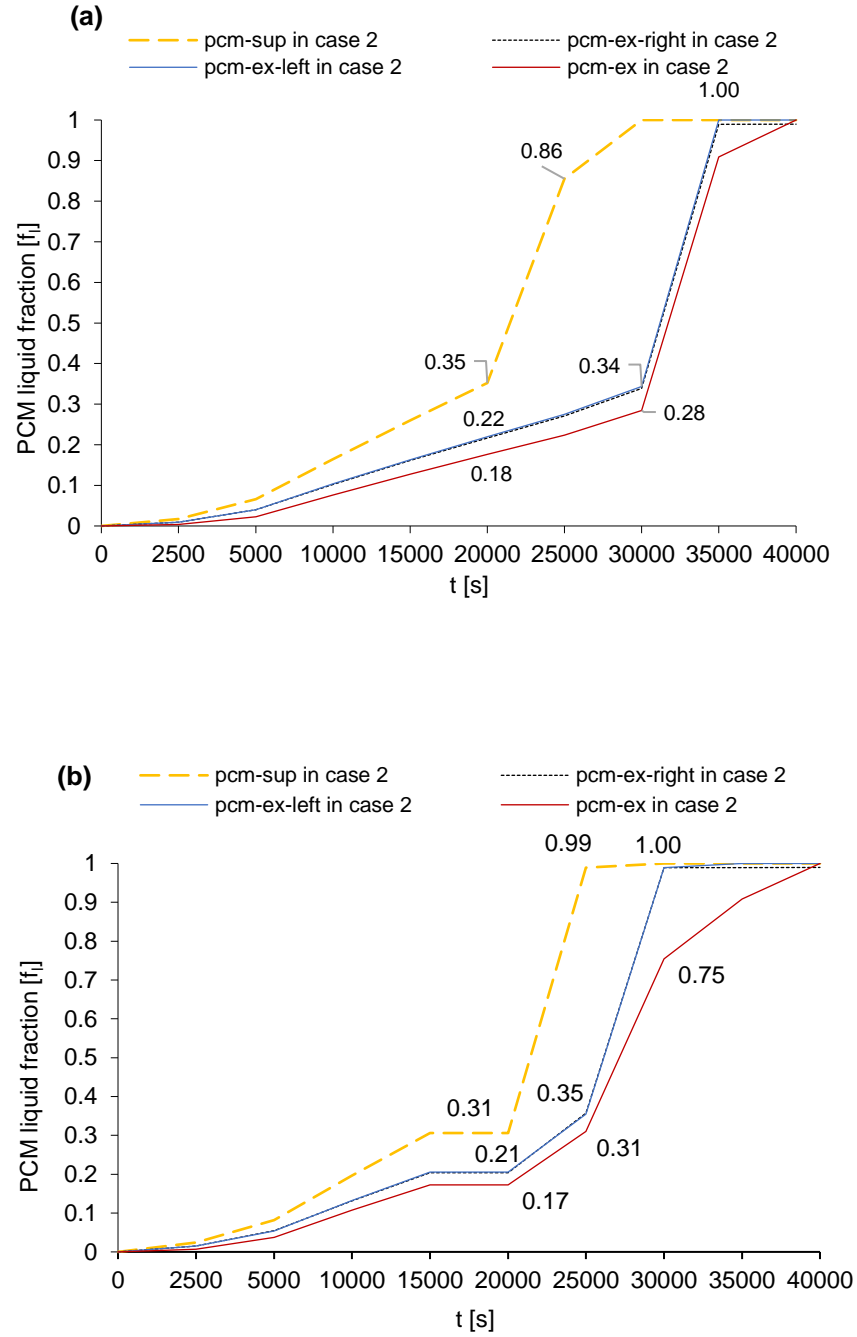 (a)
pcm-sup in case 2 pcm-ex-right in case 2
pcm-ex-left in case 2 pcm-ex in case 2
1.00
1
0.9
0.86
0.8
0.7
0.6
0.5
PCM liquid fraction [fl]
0.4
0.35
0.34
0.3
0.28
0.22
0.2
0.18
0.1
0
0 2500 5000 10000 15000 20000 25000 30000 35000 40000
t [s]
(b)
pcm-sup in case 2 pcm-ex-right in case 2
pcm-ex-left in case 2 pcm-ex in case 2
0.99 1.00
1
0.9
0.8
0.75
0.7
0.6
0.5
PCM liquid fraction [fl]
0.4
0.31 0.35
0.3
0.31
0.21
0.2
0.17
0.1
0
0 2500 5000 10000 15000 20000 25000 30000 35000 40000
t [s]